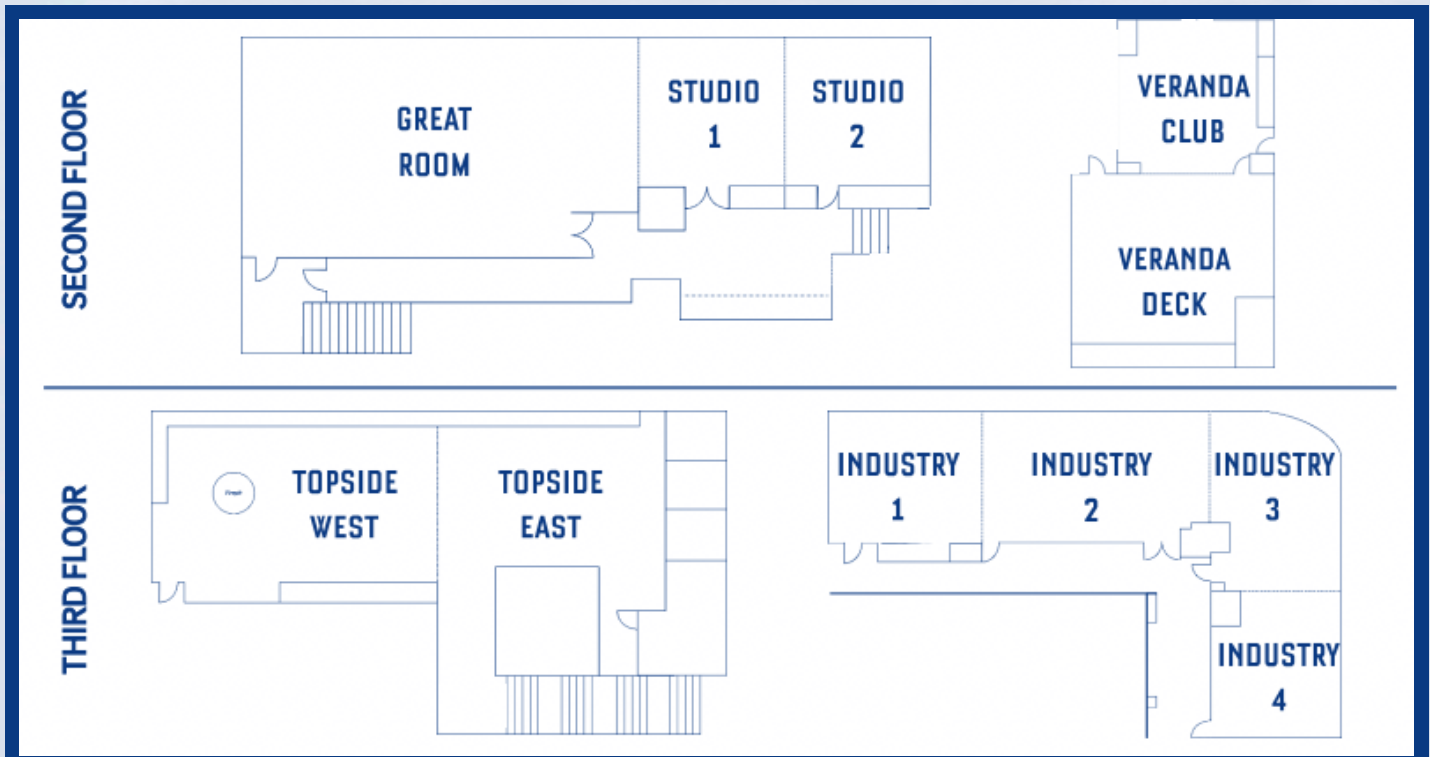 SECOND FLOOR
GREAT
ROOM
STUDIO
1
STUDIO
2
VERANDA
CLUB
VERANDA
DECK
THIRD FLOOR
TOPSIDE
WEST
TOPSIDE
EAST
INDUSTRY
1
INDUSTRY
2
INDUSTRY
3
INDUSTRY
4